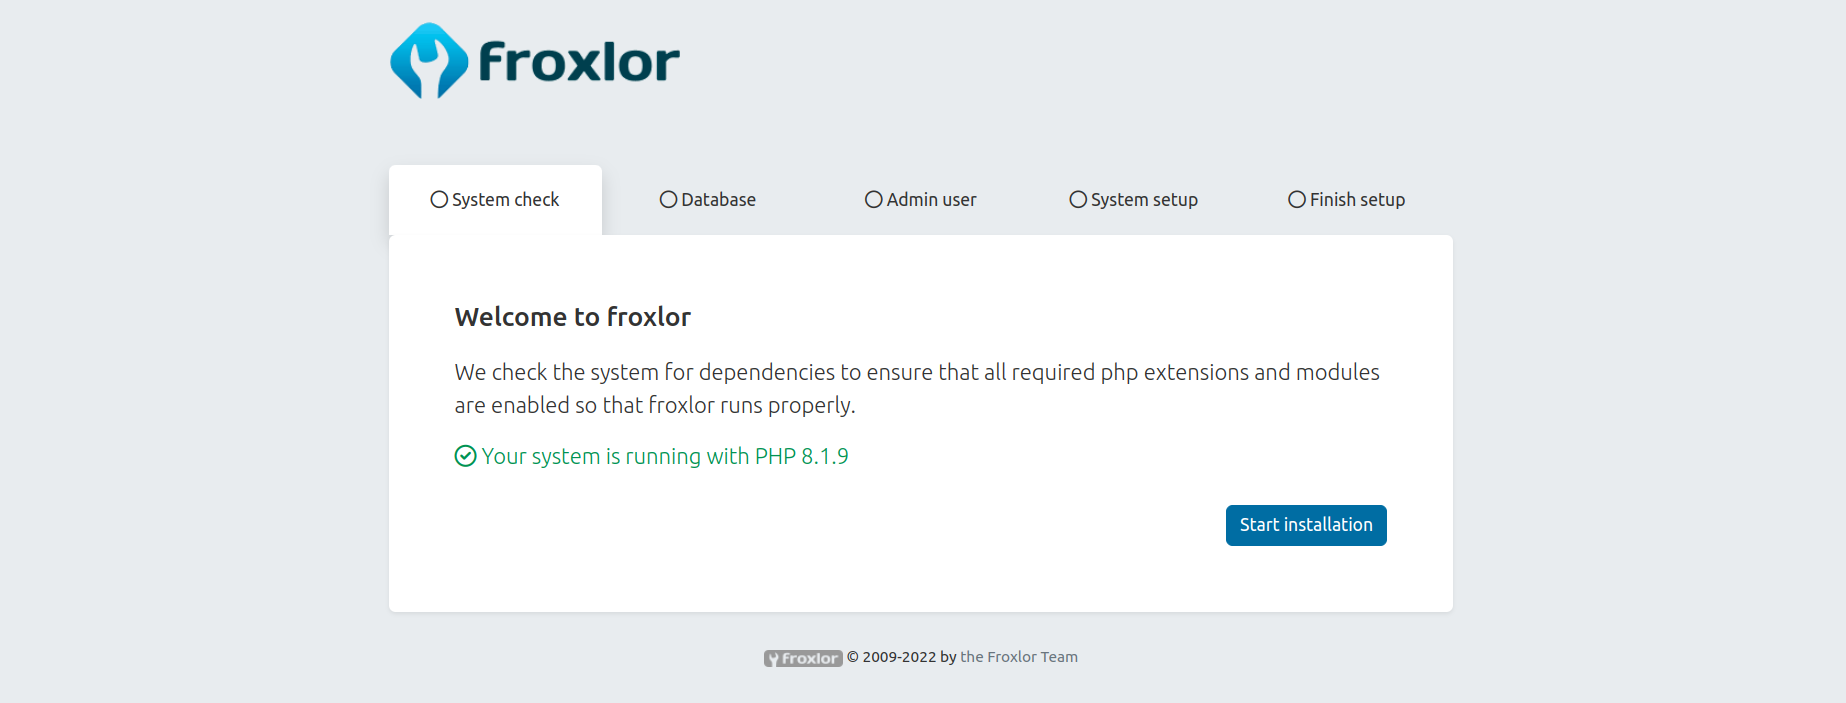 froxlor
System check
Database
Admin user
System setup
Finish setup
Welcome to froxlor
We check the system for dependencies to ensure that all required php extensions and modules
are enabled so that froxlor runs properly.
Your system is running with PHP 8.1.9
Start installation
froxlor © 2009-2022 by the Froxlor Team